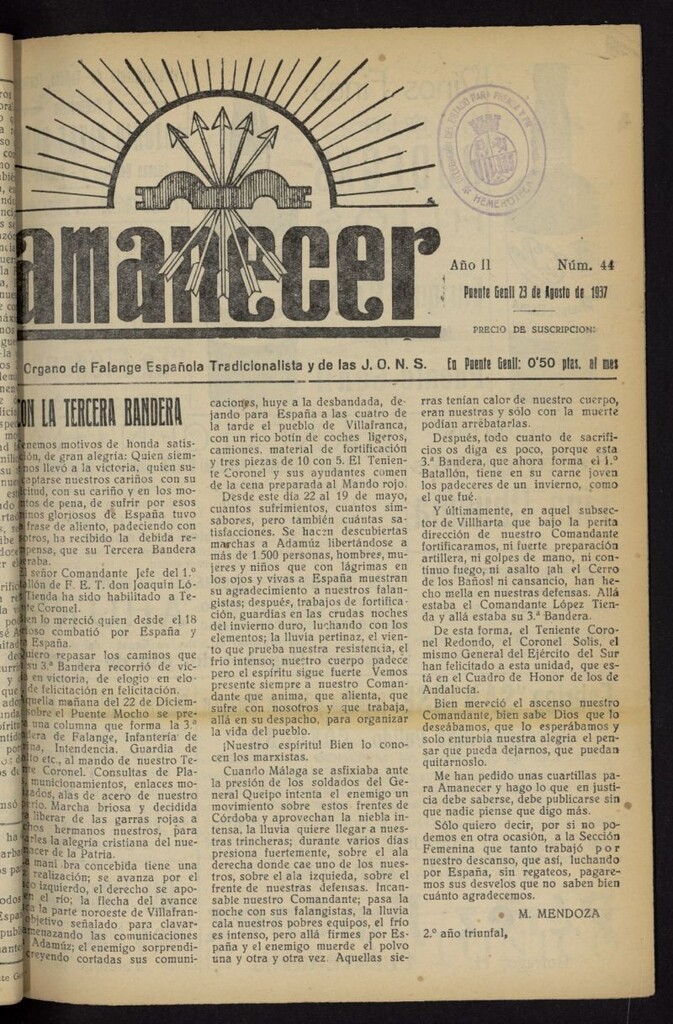 amanecer
Año II Núm. 44
Puente Genil 23 de Agosto de 1937
PRECIO DE SUSCRIPCION:
Organo de Falange Española Tradicionalista y de las J. O. N. S. En Puente Genil: 0'50 ptas. al mes
HEMEROTECA
ON LA TERCERA BANDERA
enemos motivos de honda satis-
ción, de gran alegría: Quien siem-
nos llevó a la victoria, quien su-
captarse nuestros cariños con su
citud, con su cariño y en los mo-
tos de pena, de sufrir por esos
nos gloriosos de España tuvo
frase de aliento, padeciendo con
otros, ha recibido la debida re-
pensa, que su Tercera Bandera
eraba.
señor Comandante Jefe del 1.º
allón de F. E. T. don Joaquin Ló-
Tienda ha sido habilitado a Te-
te Coronel.
en lo mereció quien desde el 18
oso combatió por España y
España.
uiero repasar los caminos que
su 3.ª Bandera recorrió de vic-
en victoria, de elogio en elo-
de felicitación en felicitación.
quella mañana del 22 de Diciem-
sobre el Puente Mocho se pre-
una columna que forma la 3.ª
dera de Falange, Infantería de
ina, Intendencia. Guardia de
lto etc., al mando de nuestro Te-
te Coronel. Consultas de Pla-
municionamientos, enlaces mo-
zados, alas de acero de nuestro
erio. Marcha briosa y decidida
liberar de las garras rojas a
hos hermanos nuestros, para
arles la alegría cristiana del nue-
nacer de la Patria.
mani bra concebida tiene una
realización; se avanza por el
co izquierdo, el derecho se apo-
en el río; la flecha del avance
la parte noroeste de Villafran-
objetivo señalado para clavar-
menazando las comunicaciones
Adamúz; el enemigo sorprendi-
creyendo cortadas sus comuni-
caciones, huye a la desbandada, de-
jando para España a las cuatro de
la tarde el pueblo de Villafranca,
con un rico botín de coches ligeros,
camiones, material de fortificación
y tres piezas de 10 con 5. El Tenien-
te Coronel y sus ayudantes comen
de la cena preparada al Mando rojo.
Desde este día 22 al 19 de mayo,
cuantos sufrimientos, cuantos sim-
sabores, pero también cuántas sa-
tisfacciones. Se hacen descubiertas
marchas a Adamúz libertándose a
más de 1.500 personas, hombres, mu-
jeres y niños que con lágrimas en
los ojos y vivas a España muestran
su agradecimiento a nuestros falan-
gistas; después, trabajos de fortifica-
ción, guardias en las crudas noches
del invierno duro, luchando con los
elementos; la lluvia pertinaz, el vien-
to que prueba nuestra resistencia, el
frio intenso; nuestro cuerpo padece
pero el espíritu sigue fuerte Vemos
presente siempre a nuestro Coman-
dante que anima, que alienta, que
sufre con nosotros y que trabaja,
allá en su despacho, para organizar
la vida del pueblo.
¡Nuestro espíritu! Bien lo cono-
cen los marxistas.
Cuando Málaga se asfixiaba ante
la presión de los soldados del Ge-
neral Queipo intenta el enemigo un
movimiento sobre estos frentes de
Córdoba y aprovechan la niebla in-
tensa, la lluvia quiere llegar a nues-
tras trincheras; durante varios días
presiona fuertemente, sobre el ala
derecha donde cae uno de los nues-
tros, sobre el ala izquieda, sobre el
frente de nuestras defensas. Incan-
sable nuestro Comandante; pasa la
noche con sus falangistas, la lluvia
cala nuestros pobres equipos, el frío
es intenso, pero allá firmes por Es-
paña y el enemigo muerde el polvo
una y otra y otra vez. Aquellas sie-
rras tenían calor de nuestro cuerpo,
eran nuestras y sólo con la muerte
podían arrebatarlas.
Después, todo cuanto de sacrifi-
cios os diga es poco, porque esta
3.ª Bandera, que ahora forma el 1.º
Batallón, tiene en su carne joven
los padeceres de un invierno, como
el que fué.
Y últimamente, en aquel subsec-
tor de Villharta que bajo la perita
dirección de nuestro Comandante
fortificaramos, ni fuerte preparación
artillera, ni golpes de mano, ni con-
tinuo fuego, ni asalto ¡ah el Cerro
de los Baños! ni cansancio, han he-
cho mella en nuestras defensas. Allá
estaba el Comandante López Tien-
da y allá estaba su 3.ª Bandera.
De esta forma, el Teniente Coro-
nel Redondo, el Coronel Solis, el
mismo General del Ejército del Sur
han felicitado a esta unidad, que es-
tá en el Cuadro de Honor de los de
Andalucía.
Bien mereció el ascenso nuestro
Comandante, bien sabe Dios que lo
deseábamos, que lo esperábamos y
solo enturbia nuestra alegria el pen-
sar que pueda dejarnos, que puedan
quitarnoslo.
Me han pedido unas cuartillas pa-
ra Amanecer y hago lo que en justi-
cia debe saberse, debe publicarse sin
que nadie piense que digo más.
Sólo quiero decir, por si no po-
demos en otra ocasión, a la Sección
Femenina que tanto trabajó por
nuestro descanso, que así, luchando
por España, sin regateos, pagare-
mos sus desvelos que no saben bien
cuánto agradecemos.
M. MENDOZA
2.º año triunfal,